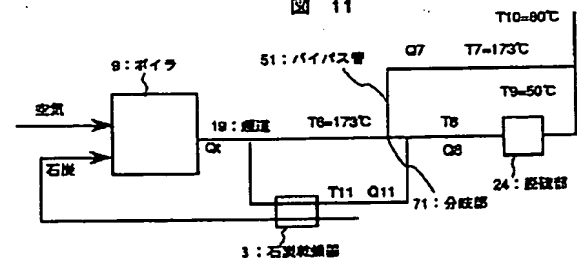 図 11
T10=80℃
9：ボイラ
51：バイパス管
Q7
T7=173℃
T9=50℃
空気
19：煙道
T6=173℃
T8
Qt
Q8
石炭
T11
Q11
71：分岐部
24：脱硫部
3：石炭乾燥器